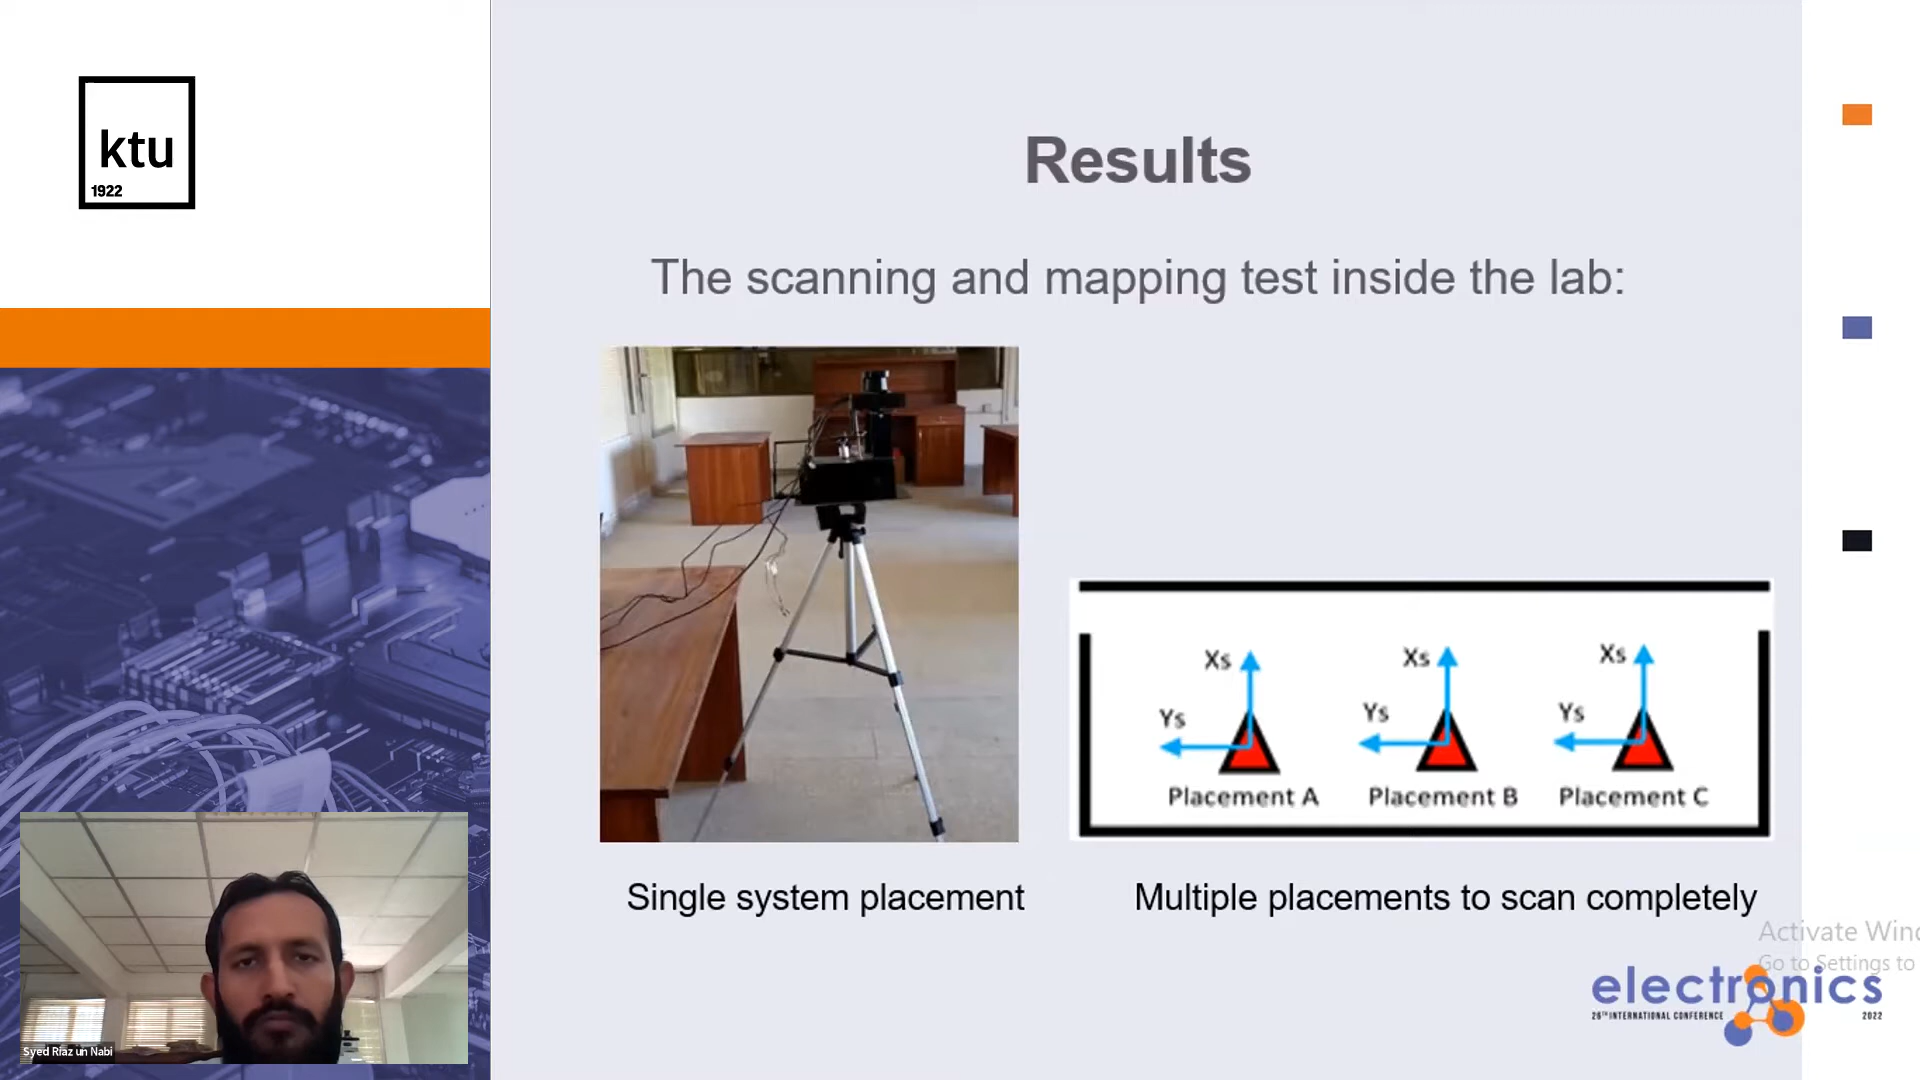 ktu
1922
Results
The scanning and mapping test inside the lab:
Xs
Xs
Xs
Ys
Ys
Ys
Placement A
Placement B
Placement C
Single system placement
Multiple placements to scan completely
Activate Winc
Go to Settings to
electronics
26TH INTERNATIONAL CONFERENCE
2022
Syed Riaz un Nabi